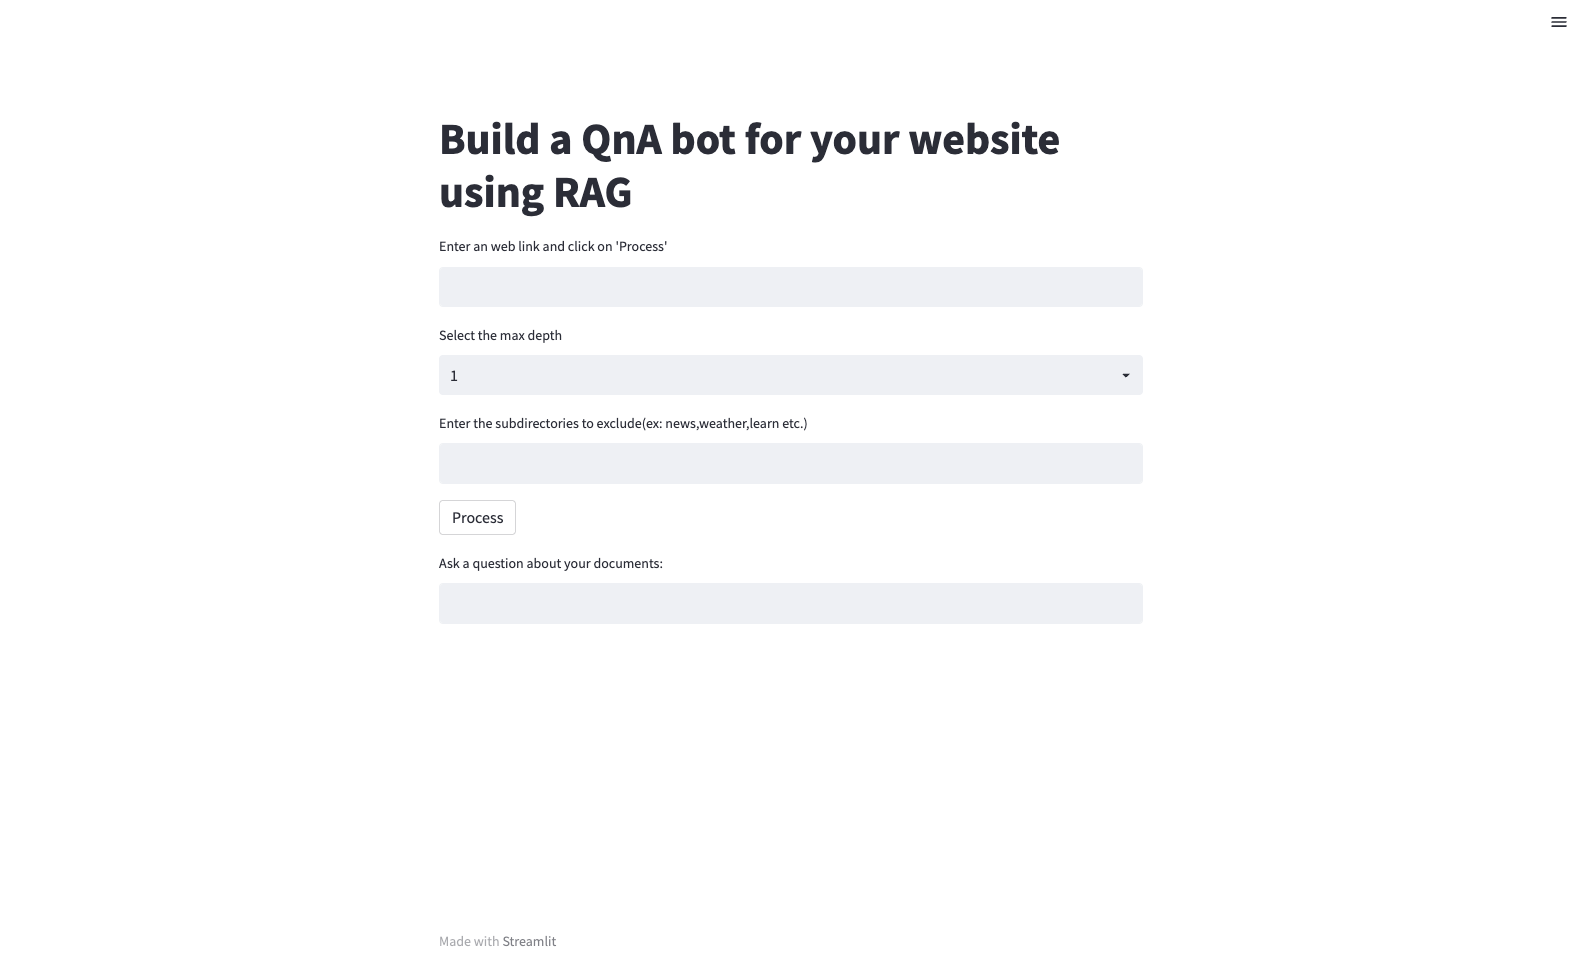 Build a QnA bot for your website
using RAG
Enter an web link and click on 'Process'
Select the max depth
1
Enter the subdirectories to exclude(ex: news,weather,learn etc.)
Process
Ask a question about your documents:
Made with Streamlit